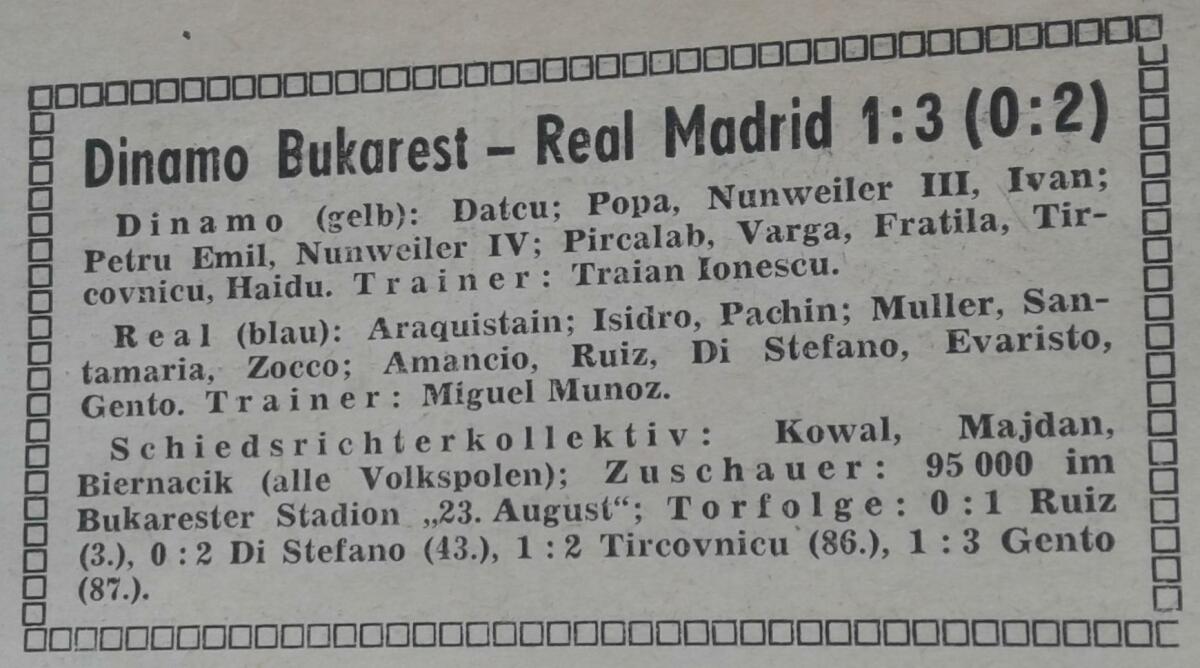 Dinamo Bukarest – Real Madrid 1:3 (0:2)
Dinamo (gelb): Datcu; Popa, Nunweiler III, Ivan;
Petru Emil, Nunweiler IV; Pircalab, Varga, Fratila, Tir-
covnicu, Haidu. Trainer: Traian Ionescu.
Real (blau): Araquistain; Isidro, Pachin; Muller, San-
tamaria, Zocco; Amancio, Ruiz, Di Stefano, Evaristo,
Gento. Trainer: Miguel Munoz.
Schiedsrichterkollektiv: Kowal, Majdan,
Biernacik (alle Volkspolen); Zuschauer: 95 000 im
Bukarester Stadion „23. August“; Torfolge: 0:1 Ruiz
(3.), 0:2 Di Stefano (43.), 1:2 Tircovnicu (86.), 1:3 Gento
(87.).